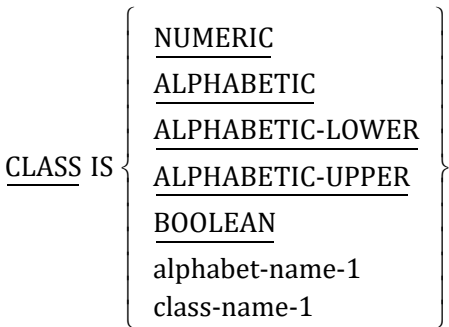 NUMERIC
ALPHABETIC
ALPHABETIC-LOWER
CLASS IS
ALPHABETIC-UPPER
BOOLEAN
alphabet-name-1
class-name-1